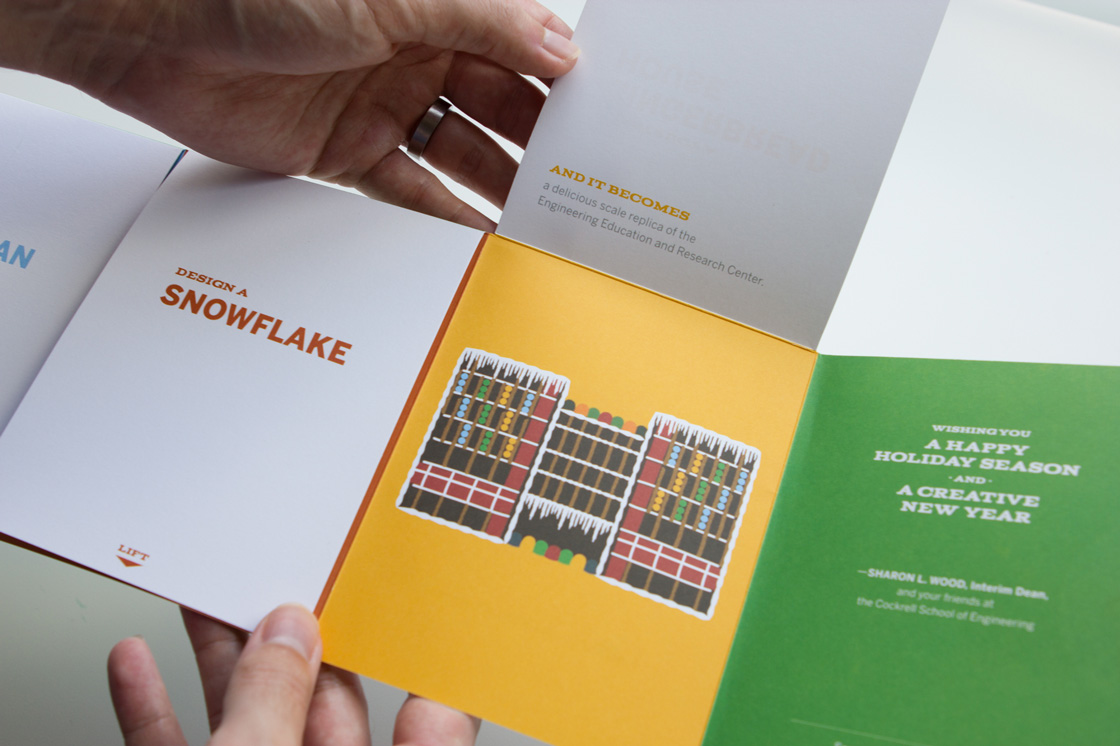 AN
DESIGN A
SNOWFLAKE
LIFT
AND IT BECOMES
a delicious scale replica of the
Engineering Education and Research Center.
WISHING YOU
A HAPPY
HOLIDAY SEASON
· AND ·
A CREATIVE
NEW YEAR
—SHARON L. WOOD, Interim Dean,
and your friends at
the Cockrell School of Engineering